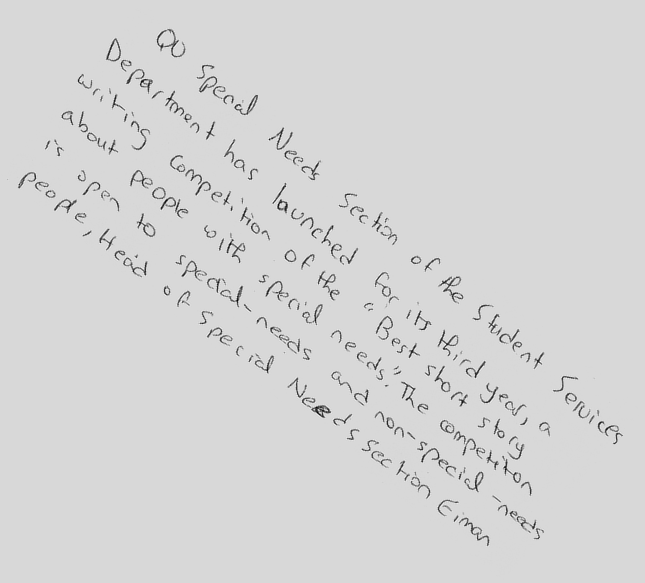 QU Special Needs Section of the Student Services
Department has launched for its third year, a
writing competition of the "Best short story
about people with special needs". The competition
is open to special-needs and non-special-needs
people, Head of Special Needs Section Eiman